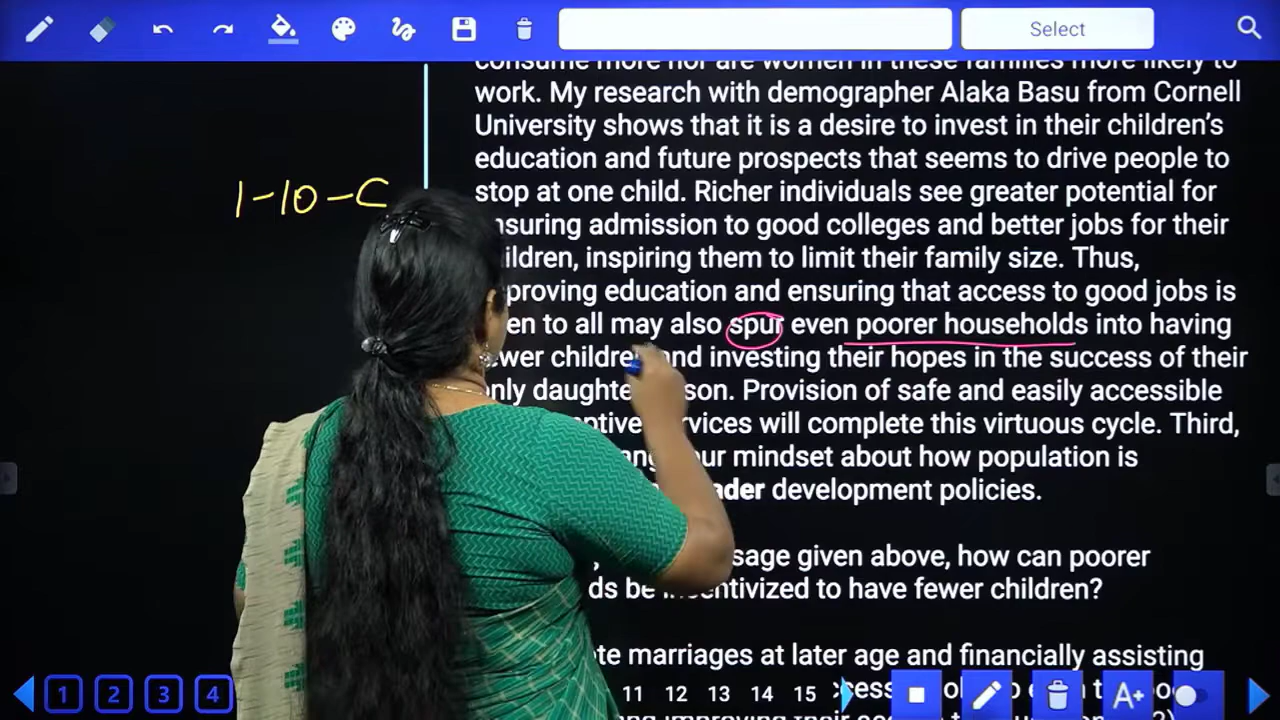 Select
consume more nor are women in these families more likely to
work. My research with demographer Alaka Basu from Cornell
University shows that it is a desire to invest in their children's
education and future prospects that seems to drive people to
stop at one child. Richer individuals see greater potential for
1-10-C
ensuring admission to good colleges and better jobs for their
ildren, inspiring them to limit their family size. Thus,
proving education and ensuring that access to good jobs is
en to all may also spur even poorer households into having
ewer children and investing their hopes in the success of their
only daughte son. Provision of safe and easily accessible
ptive rvices will complete this virtuous cycle. Third,
ang our mindset about how population is
ader development policies.
sage given above, how can poorer
ds be incentivized to have fewer children?
te marriages at later age and financially assisting
1 2 3 4 11 12 13 14 15 A+